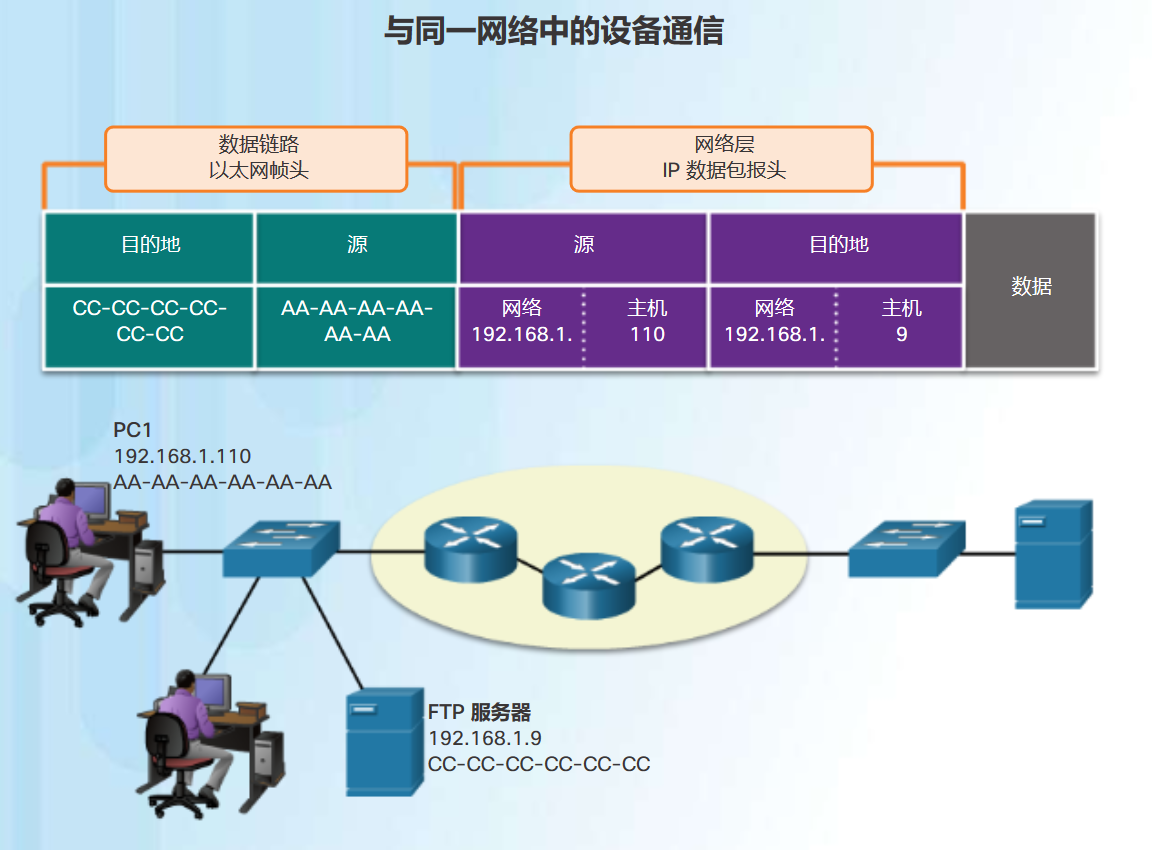 与同一网络中的设备通信
数据链路
以太网帧头
网络层
IP 数据包报头
目的地
源
源
目的地
数据
CC-CC-CC-CC-
CC-CC
AA-AA-AA-AA-
AA-AA
网络
192.168.1.
主机
110
网络
192.168.1.
主机
9
PC1
192.168.1.110
AA-AA-AA-AA-AA-AA
FTP 服务器
192.168.1.9
CC-CC-CC-CC-CC-CC